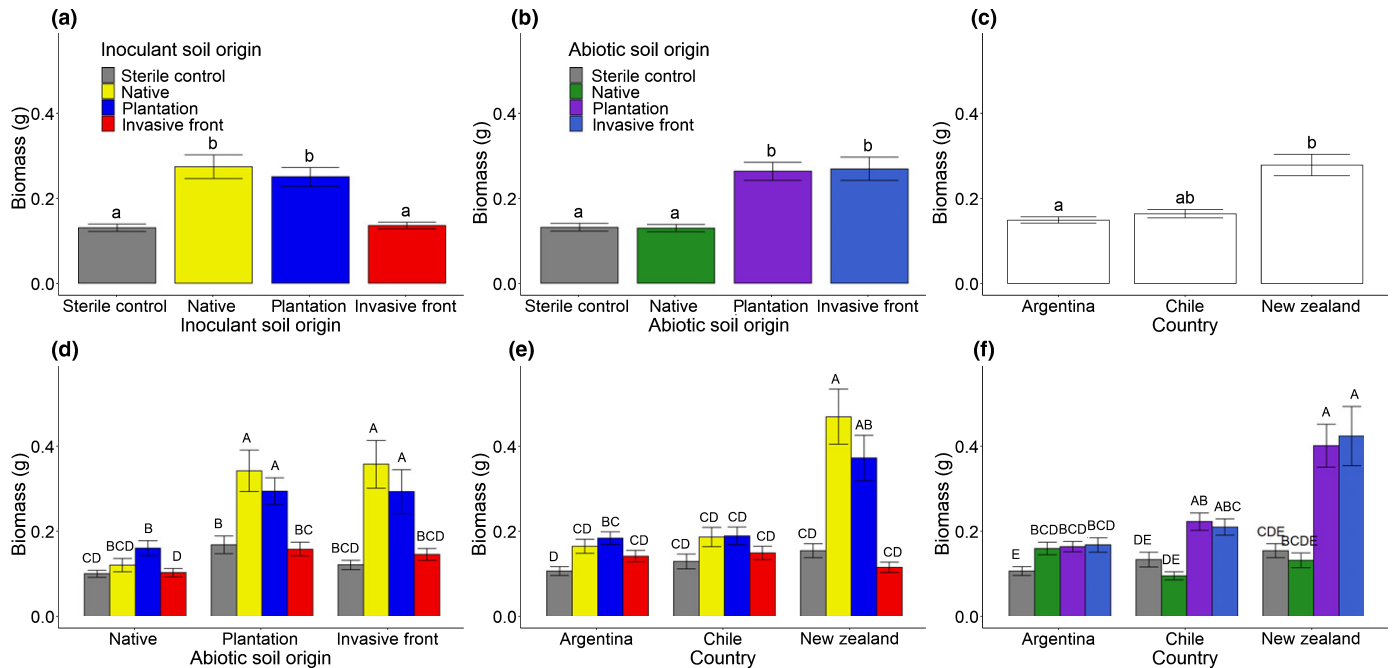 (a)
Inoculant soil origin
Sterile control
Native
Plantation
Invasive front
Biomass (g)
0.4
0.2
0.0
a
b
b
a
Sterile control Native Plantation Invasive front
Inoculant soil origin
(b)
Abiotic soil origin
Sterile control
Native
Plantation
Invasive front
Biomass (g)
0.4
0.2
0.0
a
a
b
b
Sterile control Native Plantation Invasive front
Abiotic soil origin
(c)
Biomass (g)
0.4
0.2
0.0
a
ab
b
Argentina Chile New zealand
Country
(d)
Biomass (g)
0.4
0.2
0.0
CD BCD B D
B A A BC
BCD A A BCD
Native Plantation Invasive front
Abiotic soil origin
(e)
Biomass (g)
0.4
0.2
0.0
D CD BC CD
CD CD CD CD
CD A AB CD
Argentina Chile New zealand
Country
(f)
Biomass (g)
0.4
0.2
0.0
E BCD BCD BCD
DE DE AB ABC
CDE BCDE A A
Argentina Chile New zealand
Country